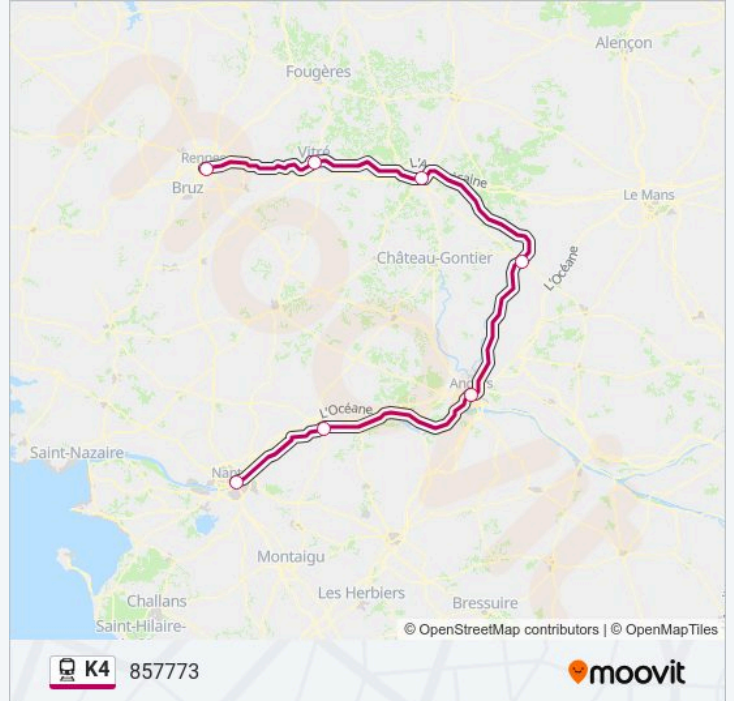 Alençon
Fougères
Vitré
Rennes
Bruz
Le Mans
Château-Gontier
L'Océane
Angers
L'Océane
Saint-Nazaire
Montaigu
Les Herbiers
Bressuire
Challans
Saint-Hilaire-
© OpenStreetMap contributors | © OpenMapTiles
K4 857773
moovit